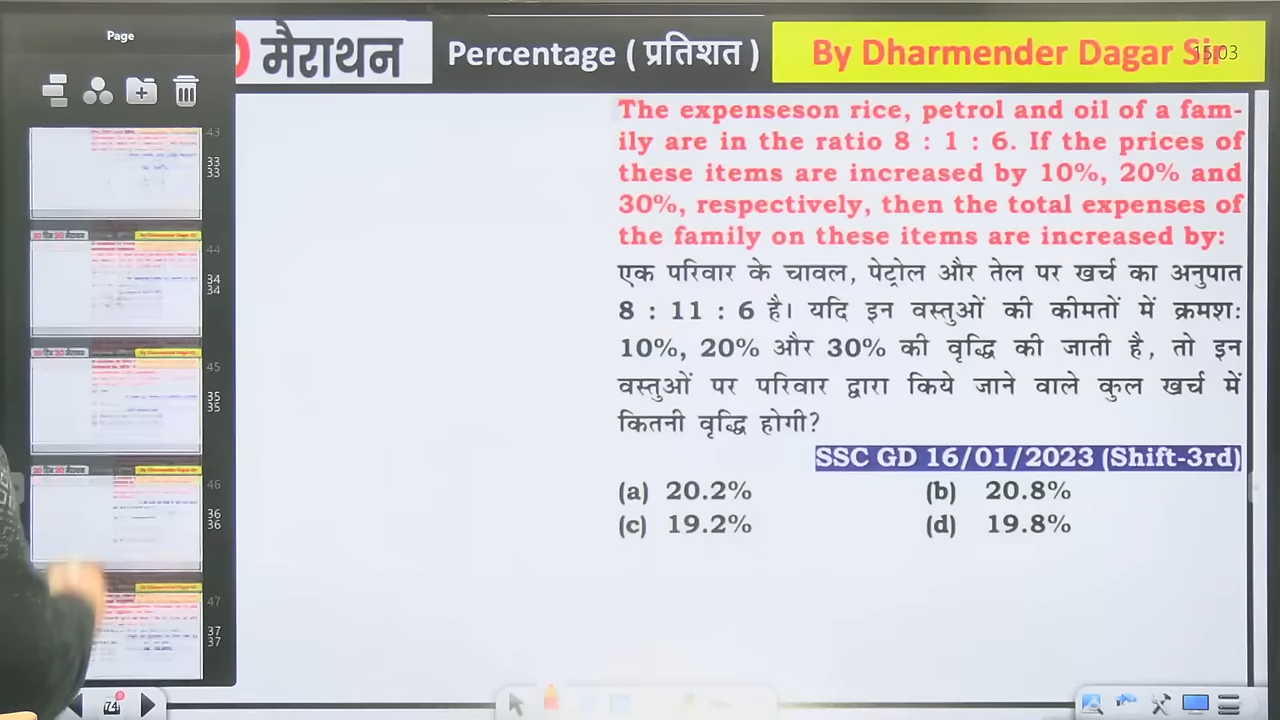 Page
मैराथन
Percentage ( प्रतिशत )
By Dharmender Dagar Sir
15:03
The expenseson rice, petrol and oil of a fam-
ily are in the ratio 8 : 1 : 6. If the prices of
these items are increased by 10%, 20% and
30%, respectively, then the total expenses of
the family on these items are increased by:
एक परिवार के चावल, पेट्रोल और तेल पर खर्च का अनुपात
8 : 11 : 6 है। यदि इन वस्तुओं की कीमतों में क्रमशः
10%, 20% और 30% की वृद्धि की जाती है, तो इन
वस्तुओं पर परिवार द्वारा किये जाने वाले कुल खर्च में
कितनी वृद्धि होगी?
SSC GD 16/01/2023 (Shift-3rd)
(a) 20.2% (b) 20.8%
(c) 19.2% (d) 19.8%
43
33
33
44
34
34
45
35
35
46
36
36
47
37
37
74